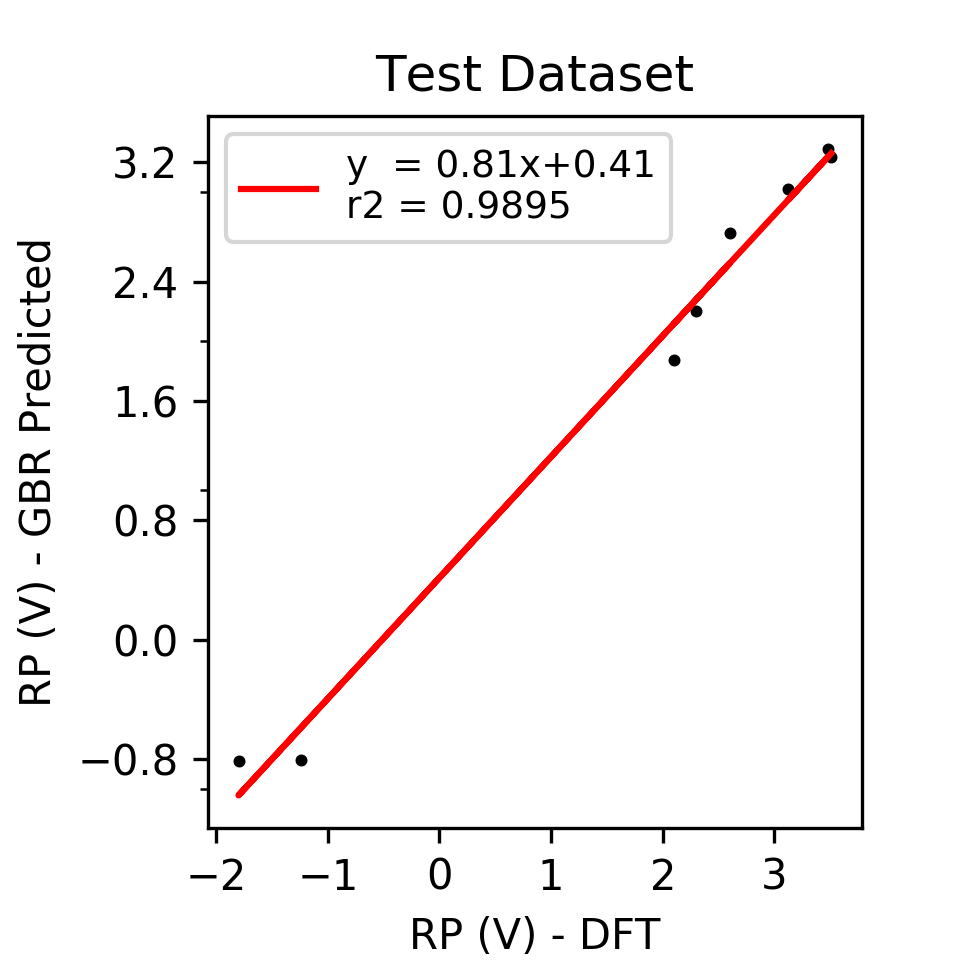 Test Dataset
y  = 0.81x+0.41
r2 = 0.9895
RP (V) - GBR Predicted
3.2
2.4
1.6
0.8
0.0
−0.8
−2 −1 0 1 2 3
RP (V) - DFT